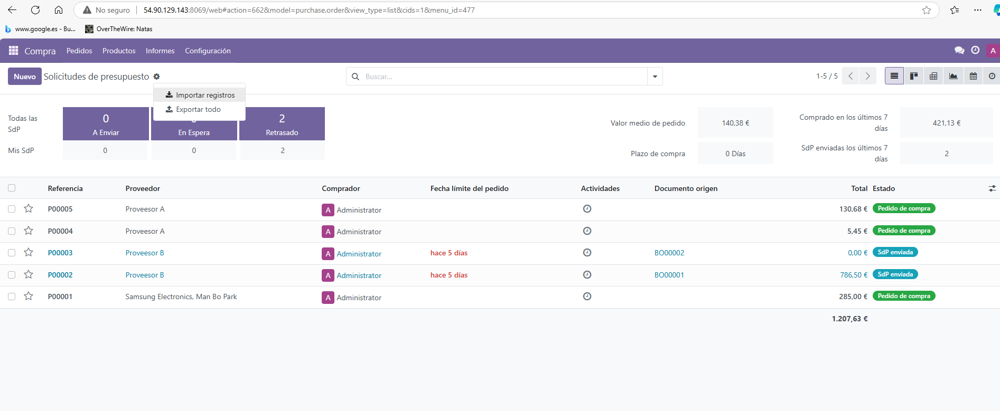 No seguro 54.90.129.143:8069/web#action=662&model=purchase.order&view_type=list&cids=1&menu_id=477
www.google.es - Bu... OverTheWire: Natas
Compra Pedidos Productos Informes Configuración A
Nuevo Solicitudes de presupuesto Buscar... 1-5 / 5
Importar registros
Exportar todo
Todas las SdP
0
A Enviar
En Espera
2
Retrasado
Mis SdP 0 0 2
Valor medio de pedido 140,38 €
Comprado en los últimos 7
días
421,13 €
Plazo de compra 0 Días
SdP enviadas los últimos 7
días
2
Referencia Proveedor Comprador Fecha límite del pedido Actividades Documento origen Total Estado
P00005 Proveesor A A Administrator 130,68 € Pedido de compra
P00004 Proveesor A A Administrator 5,45 € Pedido de compra
P00003 Proveesor B A Administrator hace 5 días BO00002 0,00 € SdP enviada
P00002 Proveesor B A Administrator hace 5 días BO00001 786,50 € SdP enviada
P00001 Samsung Electronics, Man Bo Park A Administrator 285,00 € Pedido de compra
1.207,63 €